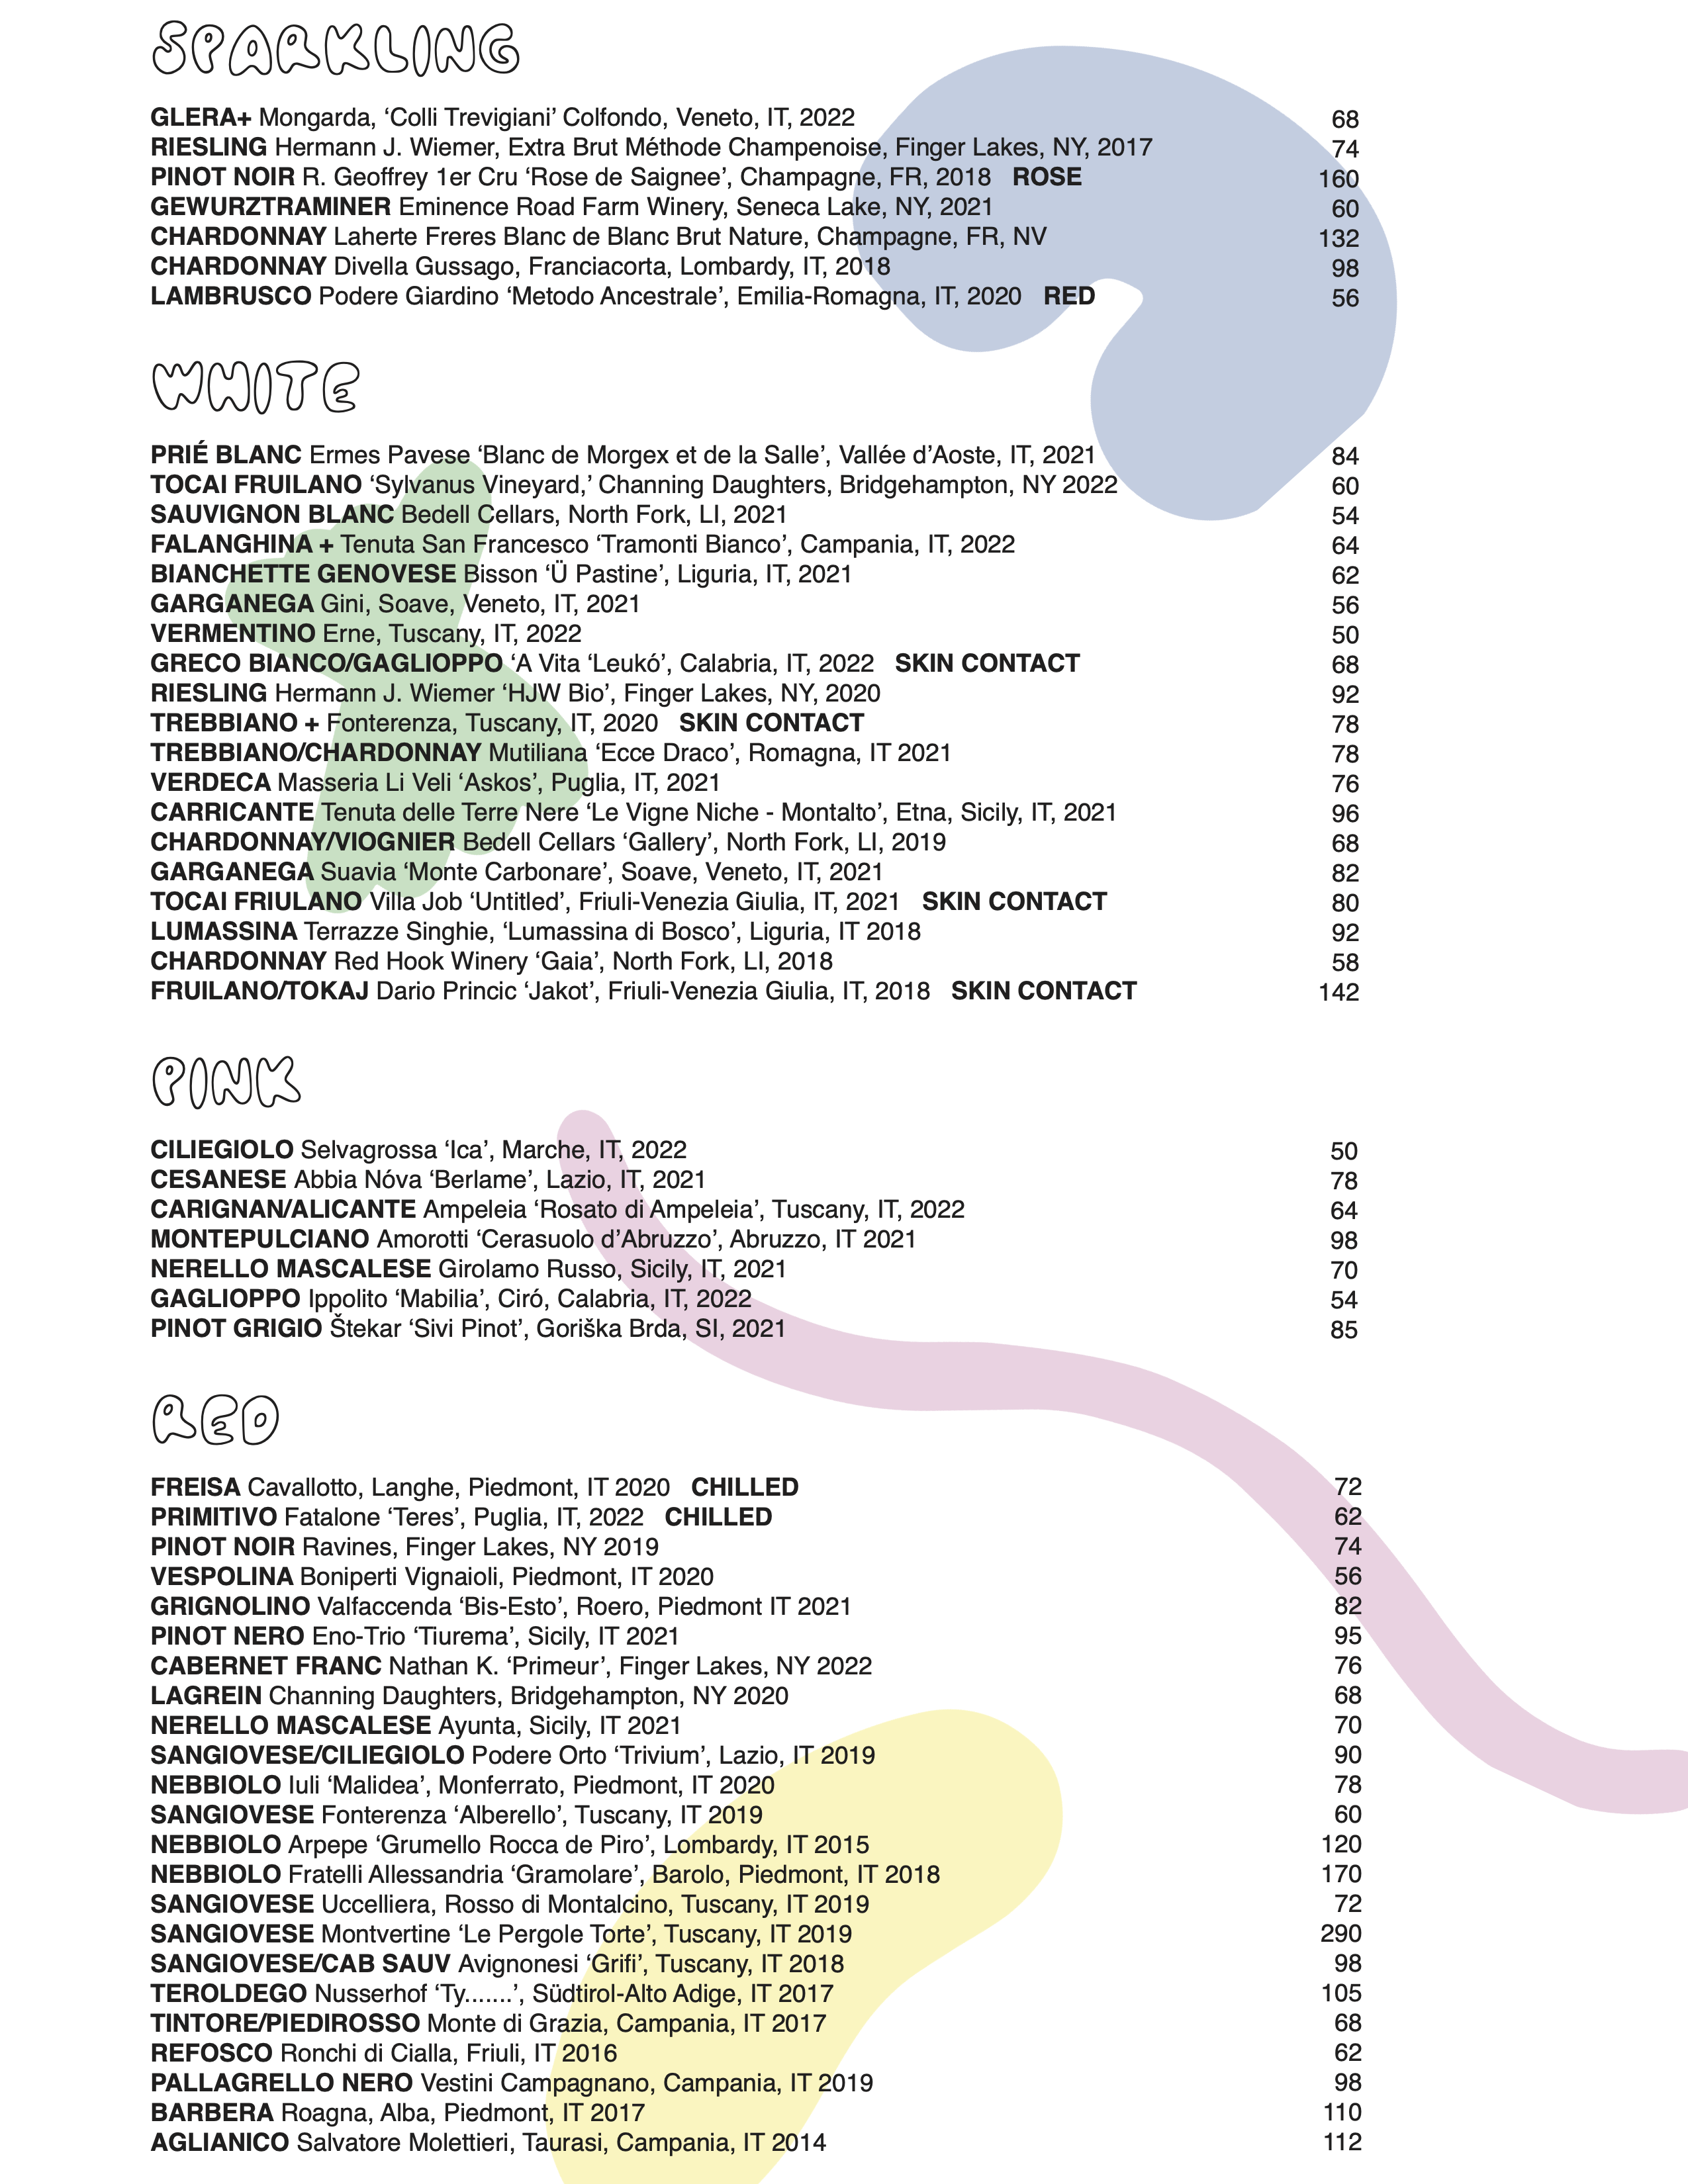 SPARKLING
GLERA+ Mongarda, ‘Colli Trevigiani’ Colfondo, Veneto, IT, 2022 68
RIESLING Hermann J. Wiemer, Extra Brut Méthode Champenoise, Finger Lakes, NY, 2017 74
PINOT NOIR R. Geoffrey 1er Cru ‘Rose de Saignee’, Champagne, FR, 2018 ROSE 160
GEWURZTRAMINER Eminence Road Farm Winery, Seneca Lake, NY, 2021 60
CHARDONNAY Laherte Freres Blanc de Blanc Brut Nature, Champagne, FR, NV 132
CHARDONNAY Divella Gussago, Franciacorta, Lombardy, IT, 2018 98
LAMBRUSCO Podere Giardino ‘Metodo Ancestrale’, Emilia-Romagna, IT, 2020 RED 56
WHITE
PRIÉ BLANC Ermes Pavese ‘Blanc de Morgex et de la Salle’, Vallée d’Aoste, IT, 2021 84
TOCAI FRUILANO ‘Sylvanus Vineyard,’ Channing Daughters, Bridgehampton, NY 2022 60
SAUVIGNON BLANC Bedell Cellars, North Fork, LI, 2021 54
FALANGHINA + Tenuta San Francesco ‘Tramonti Bianco’, Campania, IT, 2022 64
BIANCHETTE GENOVESE Bisson ‘Ü Pastine’, Liguria, IT, 2021 62
GARGANEGA Gini, Soave, Veneto, IT, 2021 56
VERMENTINO Erne, Tuscany, IT, 2022 50
GRECO BIANCO/GAGLIOPPO ‘A Vita ‘Leukó’, Calabria, IT, 2022 SKIN CONTACT 68
RIESLING Hermann J. Wiemer ‘HJW Bio’, Finger Lakes, NY, 2020 92
TREBBIANO + Fonterenza, Tuscany, IT, 2020 SKIN CONTACT 78
TREBBIANO/CHARDONNAY Mutiliana ‘Ecce Draco’, Romagna, IT 2021 78
VERDECA Masseria Li Veli ‘Askos’, Puglia, IT, 2021 76
CARRICANTE Tenuta delle Terre Nere ‘Le Vigne Niche - Montalto’, Etna, Sicily, IT, 2021 96
CHARDONNAY/VIOGNIER Bedell Cellars ‘Gallery’, North Fork, LI, 2019 68
GARGANEGA Suavia ‘Monte Carbonare’, Soave, Veneto, IT, 2021 82
TOCAI FRIULANO Villa Job ‘Untitled’, Friuli-Venezia Giulia, IT, 2021 SKIN CONTACT 80
LUMASSINA Terrazze Singhie, ‘Lumassina di Bosco’, Liguria, IT 2018 92
CHARDONNAY Red Hook Winery ‘Gaia’, North Fork, LI, 2018 58
FRUILANO/TOKAJ Dario Princic ‘Jakot’, Friuli-Venezia Giulia, IT, 2018 SKIN CONTACT 142
PINK
CILIEGIOLO Selvagrossa ‘Ica’, Marche, IT, 2022 50
CESANESE Abbia Nóva ‘Berlame’, Lazio, IT, 2021 78
CARIGNAN/ALICANTE Ampeleia ‘Rosato di Ampeleia’, Tuscany, IT, 2022 64
MONTEPULCIANO Amorotti ‘Cerasuolo d’Abruzzo’, Abruzzo, IT 2021 98
NERELLO MASCALESE Girolamo Russo, Sicily, IT, 2021 70
GAGLIOPPO Ippolito ‘Mabilia’, Ciró, Calabria, IT, 2022 54
PINOT GRIGIO Štekar ‘Sivi Pinot’, Goriška Brda, SI, 2021 85
RED
FREISA Cavallotto, Langhe, Piedmont, IT 2020 CHILLED 72
PRIMITIVO Fatalone ‘Teres’, Puglia, IT, 2022 CHILLED 62
PINOT NOIR Ravines, Finger Lakes, NY 2019 74
VESPOLINA Boniperti Vignaioli, Piedmont, IT 2020 56
GRIGNOLINO Valfaccenda ‘Bis-Esto’, Roero, Piedmont IT 2021 82
PINOT NERO Eno-Trio ‘Tiurema’, Sicily, IT 2021 95
CABERNET FRANC Nathan K. ‘Primeur’, Finger Lakes, NY 2022 76
LAGREIN Channing Daughters, Bridgehampton, NY 2020 68
NERELLO MASCALESE Ayunta, Sicily, IT 2021 70
SANGIOVESE/CILIEGIOLO Podere Orto ‘Trivium’, Lazio, IT 2019 90
NEBBIOLO Iuli ‘Malidea’, Monferrato, Piedmont, IT 2020 78
SANGIOVESE Fonterenza ‘Alberello’, Tuscany, IT 2019 60
NEBBIOLO Arpepe ‘Grumello Rocca de Piro’, Lombardy, IT 2015 120
NEBBIOLO Fratelli Allessandria ‘Gramolare’, Barolo, Piedmont, IT 2018 170
SANGIOVESE Uccelliera, Rosso di Montalcino, Tuscany, IT 2019 72
SANGIOVESE Montvertine ‘Le Pergole Torte’, Tuscany, IT 2019 290
SANGIOVESE/CAB SAUV Avignonesi ‘Grifi’, Tuscany, IT 2018 98
TEROLDEGO Nusserhof ‘Ty.......’, Südtirol-Alto Adige, IT 2017 105
TINTORE/PIEDIROSSO Monte di Grazia, Campania, IT 2017 68
REFOSCO Ronchi di Cialla, Friuli, IT 2016 62
PALLAGRELLO NERO Vestini Campagnano, Campania, IT 2019 98
BARBERA Roagna, Alba, Piedmont, IT 2017 110
AGLIANICO Salvatore Molettieri, Taurasi, Campania, IT 2014 112